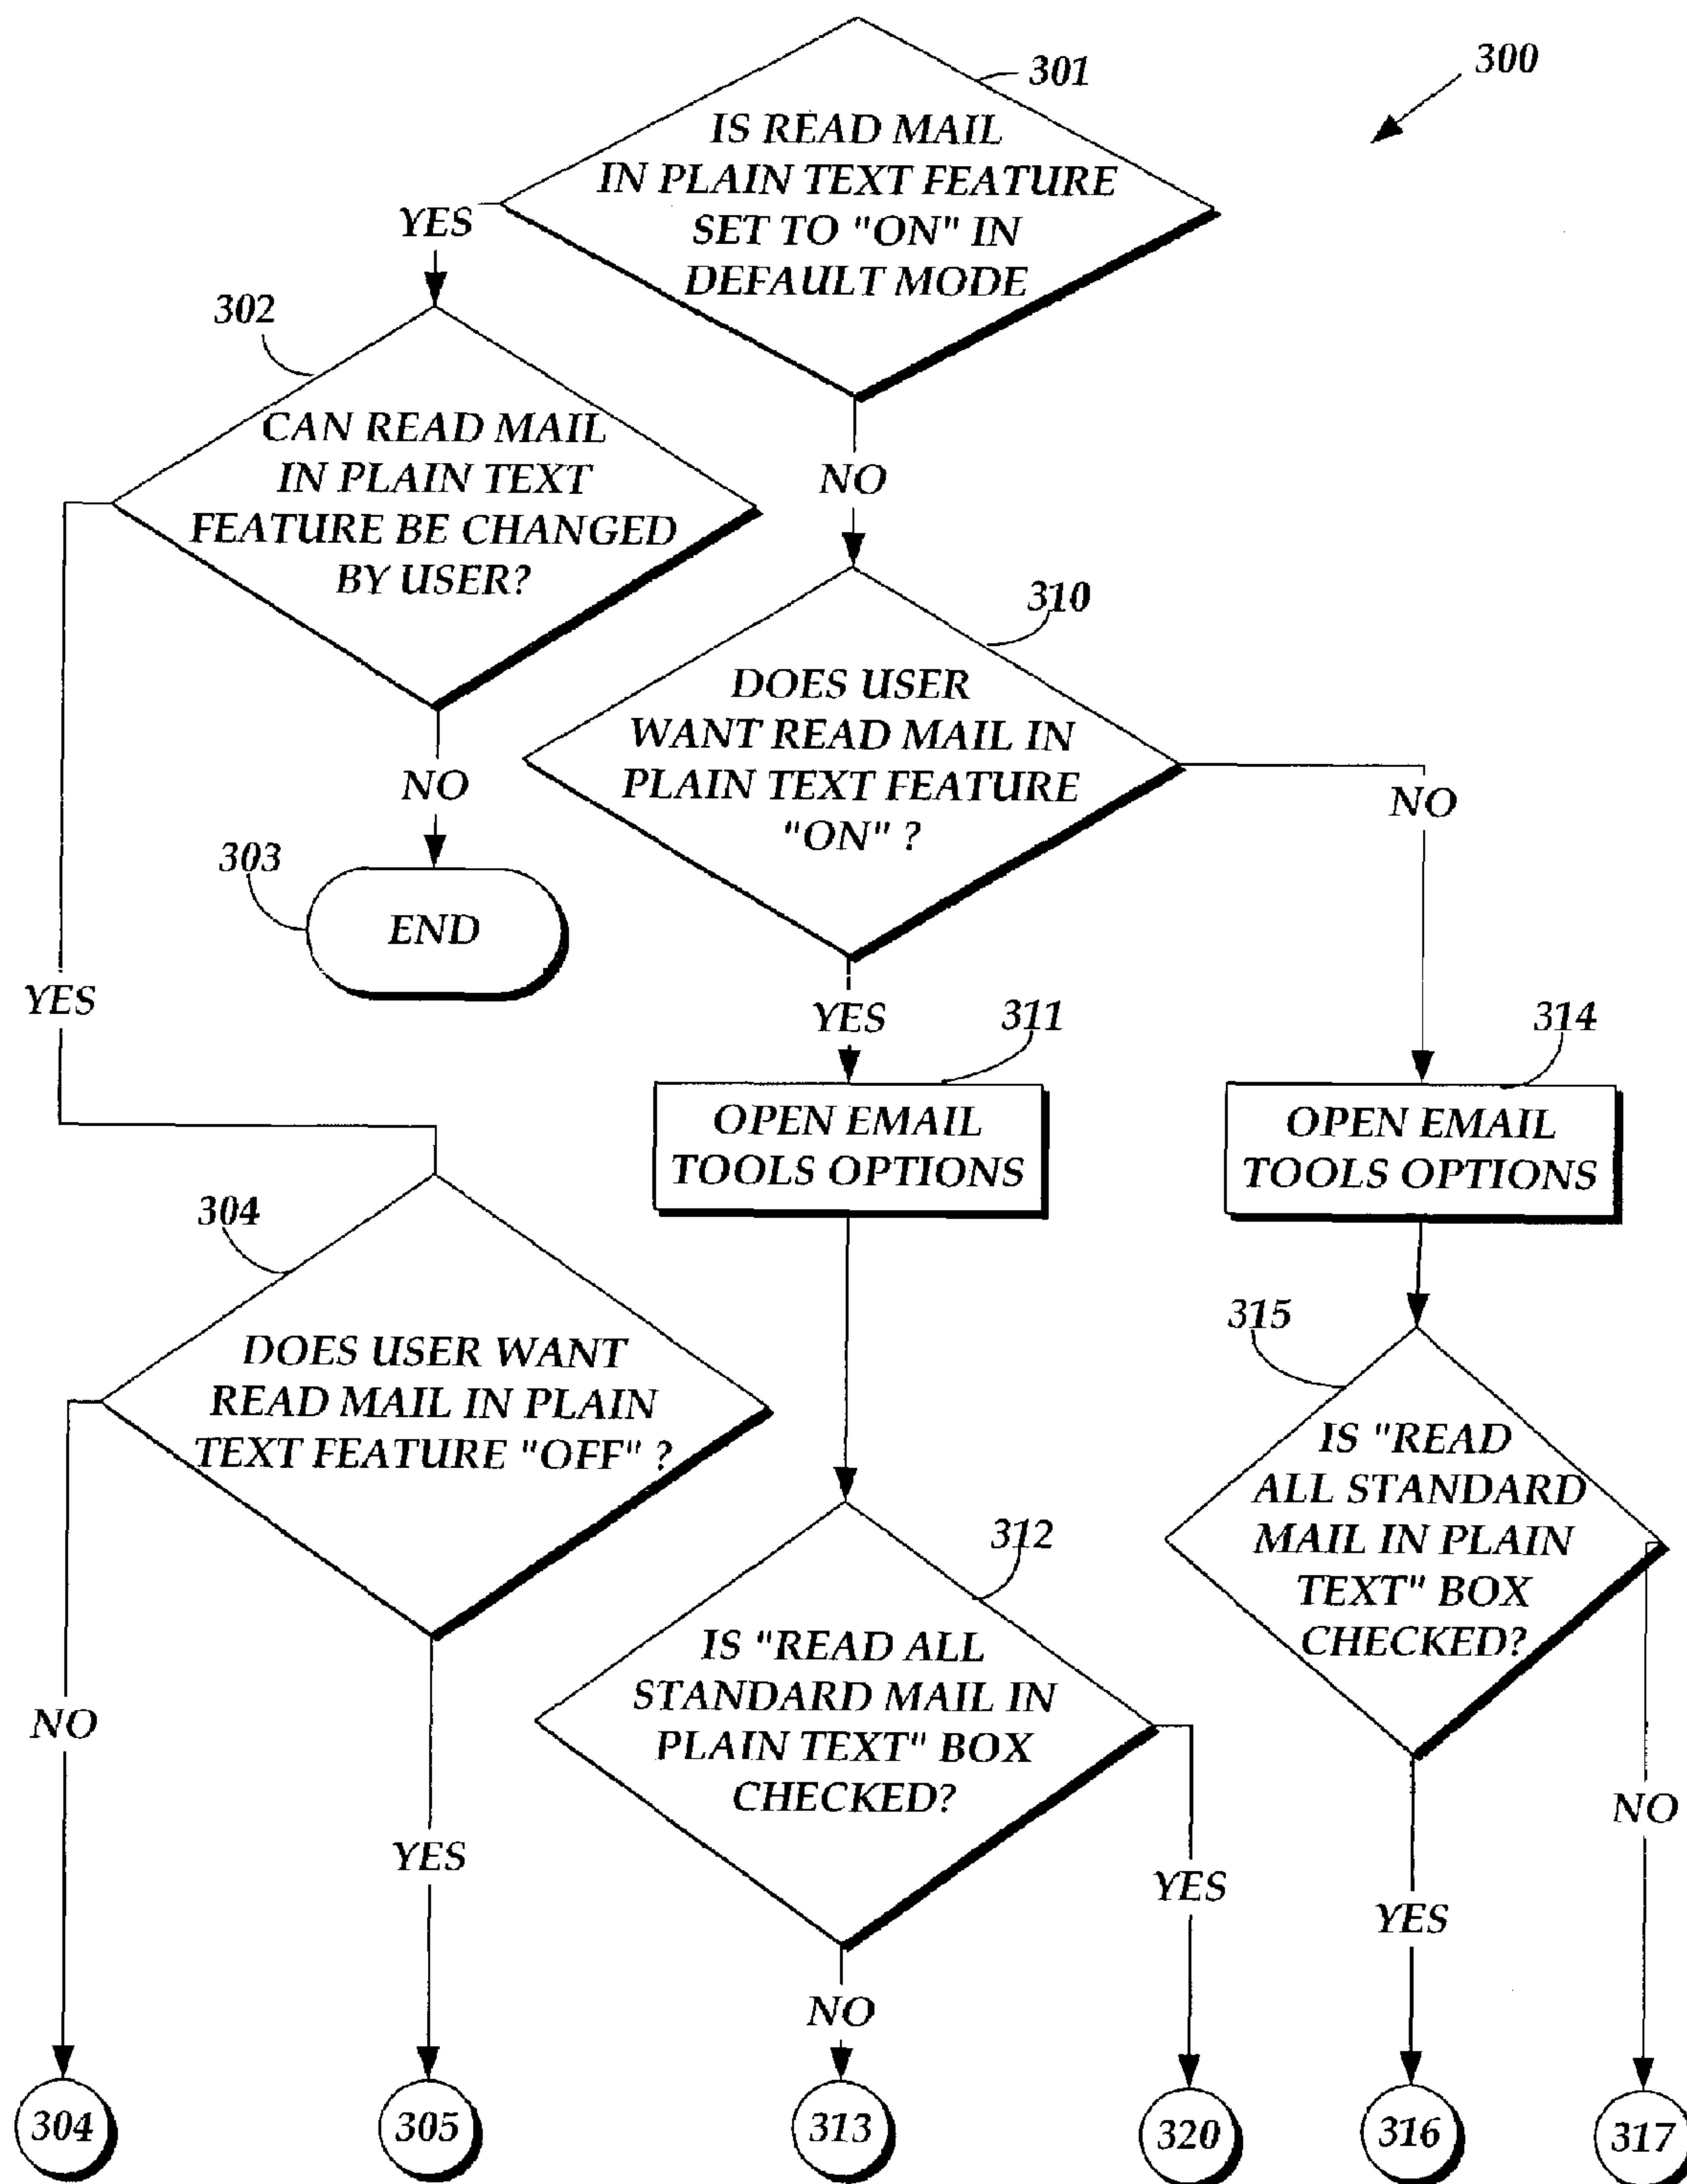 300
301
IS READ MAIL
IN PLAIN TEXT FEATURE
SET TO "ON" IN
DEFAULT MODE
YES
NO
302
CAN READ MAIL
IN PLAIN TEXT
FEATURE BE CHANGED
BY USER?
NO
YES
303
END
310
DOES USER
WANT READ MAIL IN
PLAIN TEXT FEATURE
"ON" ?
NO
YES
311
OPEN EMAIL
TOOLS OPTIONS
314
OPEN EMAIL
TOOLS OPTIONS
304
DOES USER WANT
READ MAIL IN PLAIN
TEXT FEATURE "OFF" ?
NO
YES
312
IS "READ ALL
STANDARD MAIL IN
PLAIN TEXT" BOX
CHECKED?
YES
NO
315
IS "READ
ALL STANDARD
MAIL IN PLAIN
TEXT" BOX
CHECKED?
YES
NO
304
305
313
320
316
317